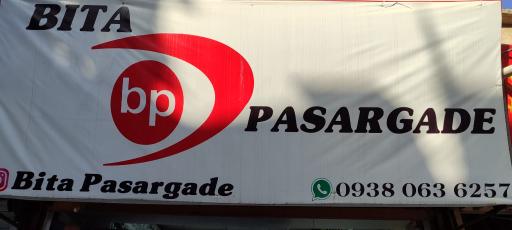 BITA
bp
PASARGADE
Bita Pasargade
0938 063 6257